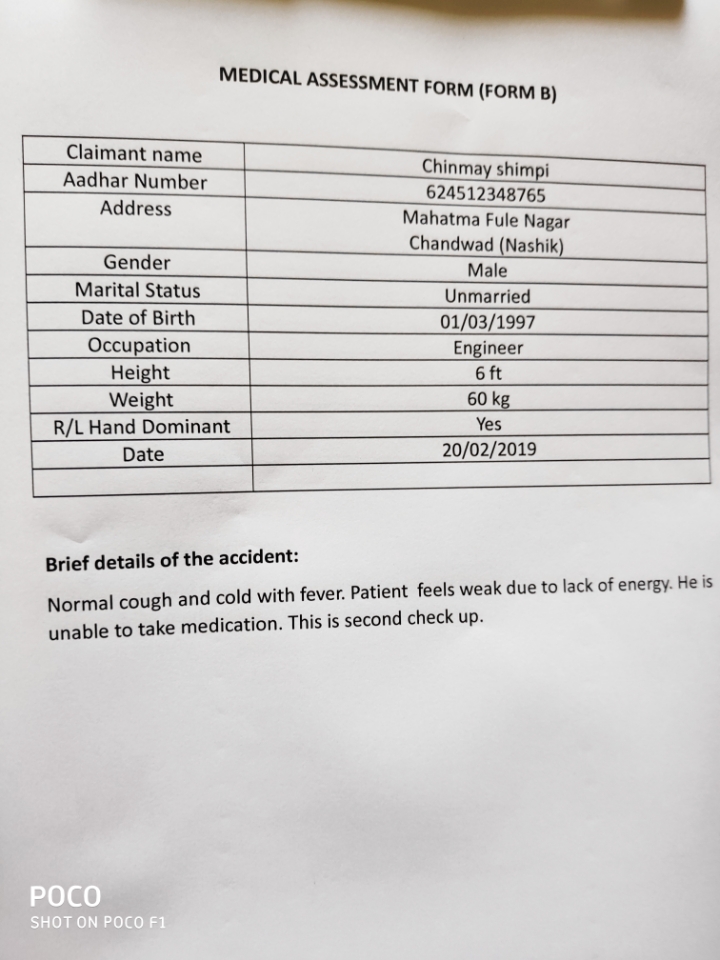 MEDICAL ASSESSMENT FORM (FORM B)
Claimant name Chinmay shimpi
Aadhar Number 624512348765
Address Mahatma Fule Nagar
Chandwad (Nashik)
Gender Male
Marital Status Unmarried
Date of Birth 01/03/1997
Occupation Engineer
Height 6 ft
Weight 60 kg
R/L Hand Dominant Yes
Date 20/02/2019
Brief details of the accident:
Normal cough and cold with fever. Patient feels weak due to lack of energy. He is
unable to take medication. This is second check up.
POCO
SHOT ON POCO F1